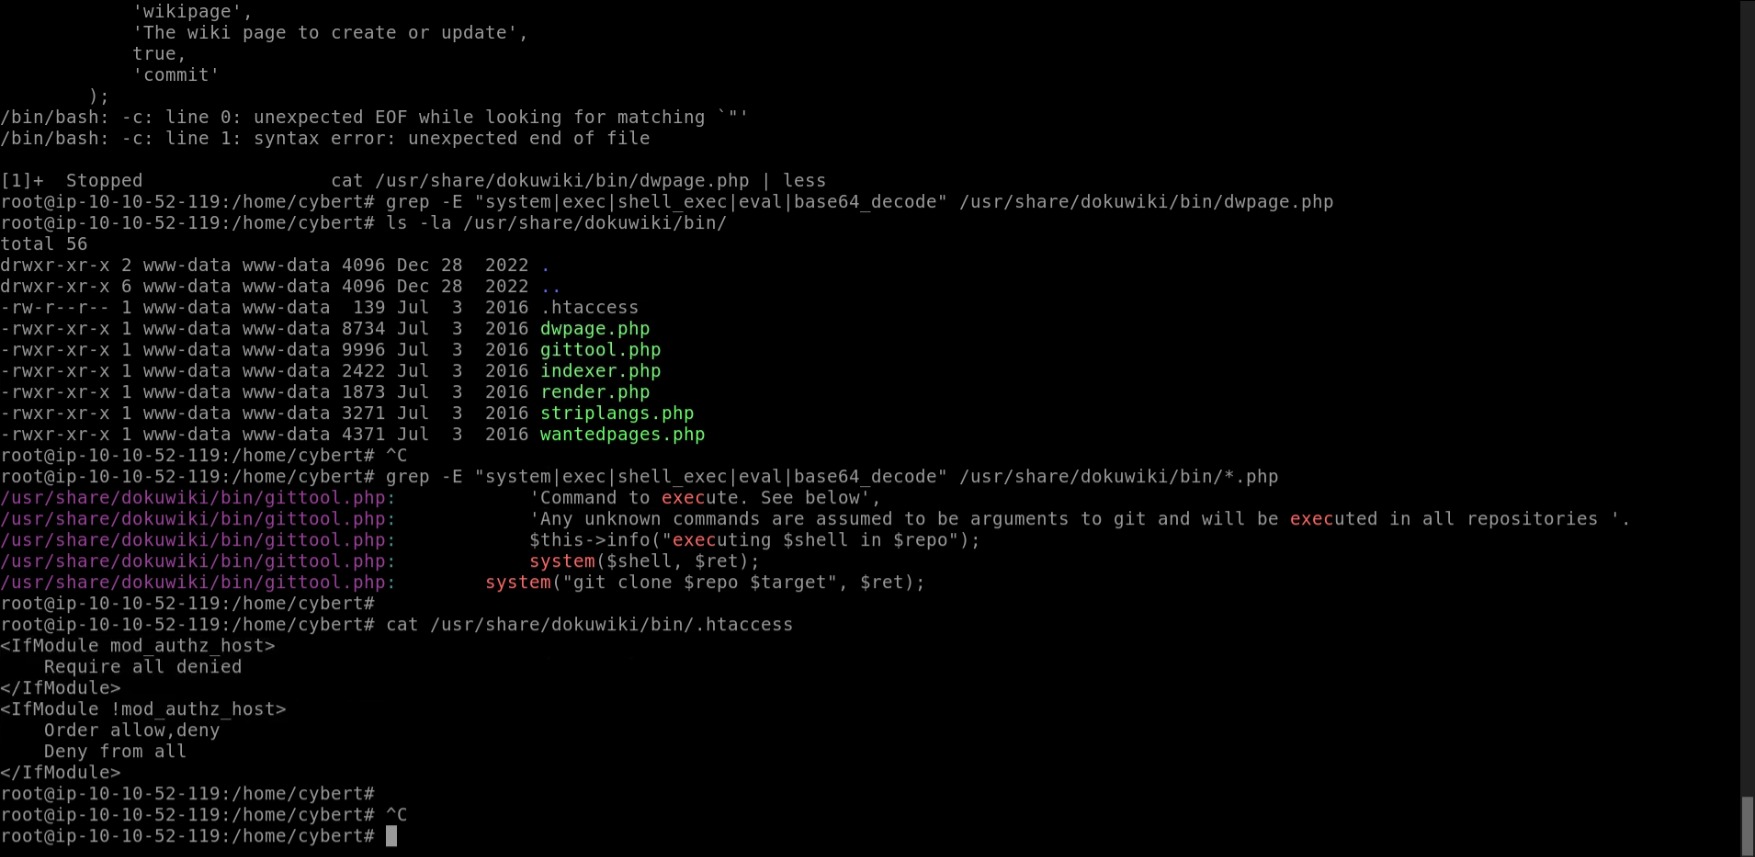 'wikipage',
            'The wiki page to create or update',
            true,
            'commit'
        );
/bin/bash: -c: line 0: unexpected EOF while looking for matching `"'
/bin/bash: -c: line 1: syntax error: unexpected end of file

[1]+  Stopped                 cat /usr/share/dokuwiki/bin/dwpage.php | less
root@ip-10-10-52-119:/home/cybert# grep -E "system|exec|shell_exec|eval|base64_decode" /usr/share/dokuwiki/bin/dwpage.php
root@ip-10-10-52-119:/home/cybert# ls -la /usr/share/dokuwiki/bin/
total 56
drwxr-xr-x 2 www-data www-data 4096 Dec 28  2022 .
drwxr-xr-x 6 www-data www-data 4096 Dec 28  2022 ..
-rw-r--r-- 1 www-data www-data  139 Jul  3  2016 .htaccess
-rwxr-xr-x 1 www-data www-data 8734 Jul  3  2016 dwpage.php
-rwxr-xr-x 1 www-data www-data 9996 Jul  3  2016 gittool.php
-rwxr-xr-x 1 www-data www-data 2422 Jul  3  2016 indexer.php
-rwxr-xr-x 1 www-data www-data 1873 Jul  3  2016 render.php
-rwxr-xr-x 1 www-data www-data 3271 Jul  3  2016 striplangs.php
-rwxr-xr-x 1 www-data www-data 4371 Jul  3  2016 wantedpages.php
root@ip-10-10-52-119:/home/cybert# ^C
root@ip-10-10-52-119:/home/cybert# grep -E "system|exec|shell_exec|eval|base64_decode" /usr/share/dokuwiki/bin/*.php
/usr/share/dokuwiki/bin/gittool.php:            'Command to execute. See below',
/usr/share/dokuwiki/bin/gittool.php:            'Any unknown commands are assumed to be arguments to git and will be executed in all repositories '.
/usr/share/dokuwiki/bin/gittool.php:            $this->info("executing $shell in $repo");
/usr/share/dokuwiki/bin/gittool.php:            system($shell, $ret);
/usr/share/dokuwiki/bin/gittool.php:        system("git clone $repo $target", $ret);
root@ip-10-10-52-119:/home/cybert#
root@ip-10-10-52-119:/home/cybert# cat /usr/share/dokuwiki/bin/.htaccess
<IfModule mod_authz_host>
    Require all denied
</IfModule>
<IfModule !mod_authz_host>
    Order allow,deny
    Deny from all
</IfModule>
root@ip-10-10-52-119:/home/cybert#
root@ip-10-10-52-119:/home/cybert# ^C
root@ip-10-10-52-119:/home/cybert#